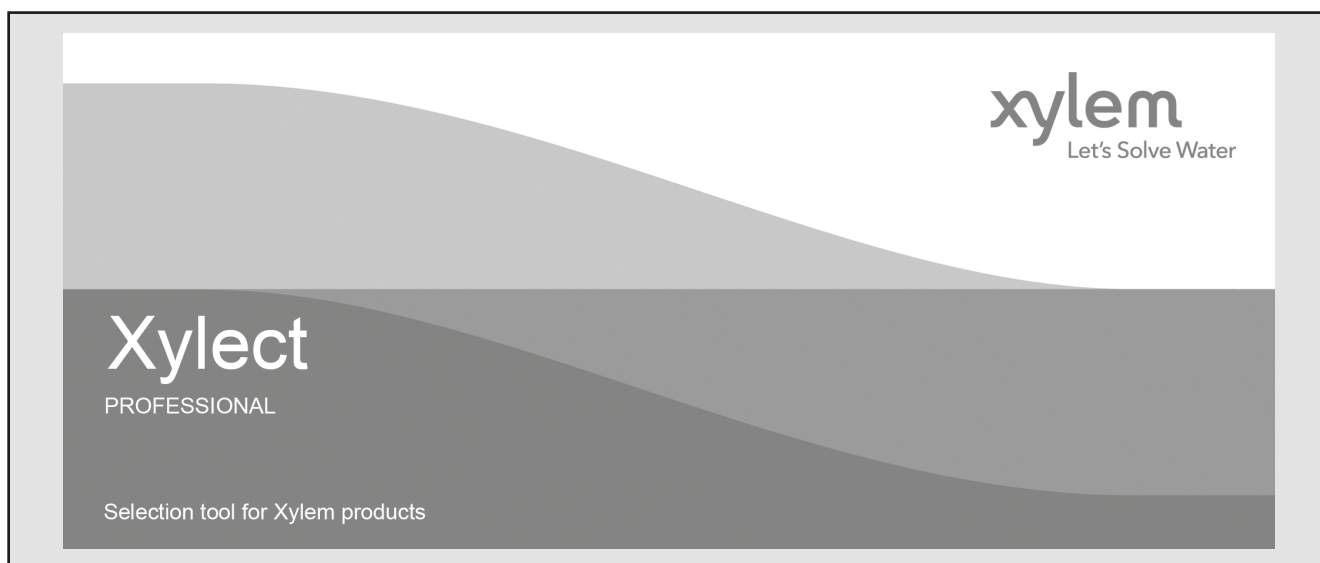 xylem
Let's Solve Water
Xylect
PROFESSIONAL
Selection tool for Xylem products